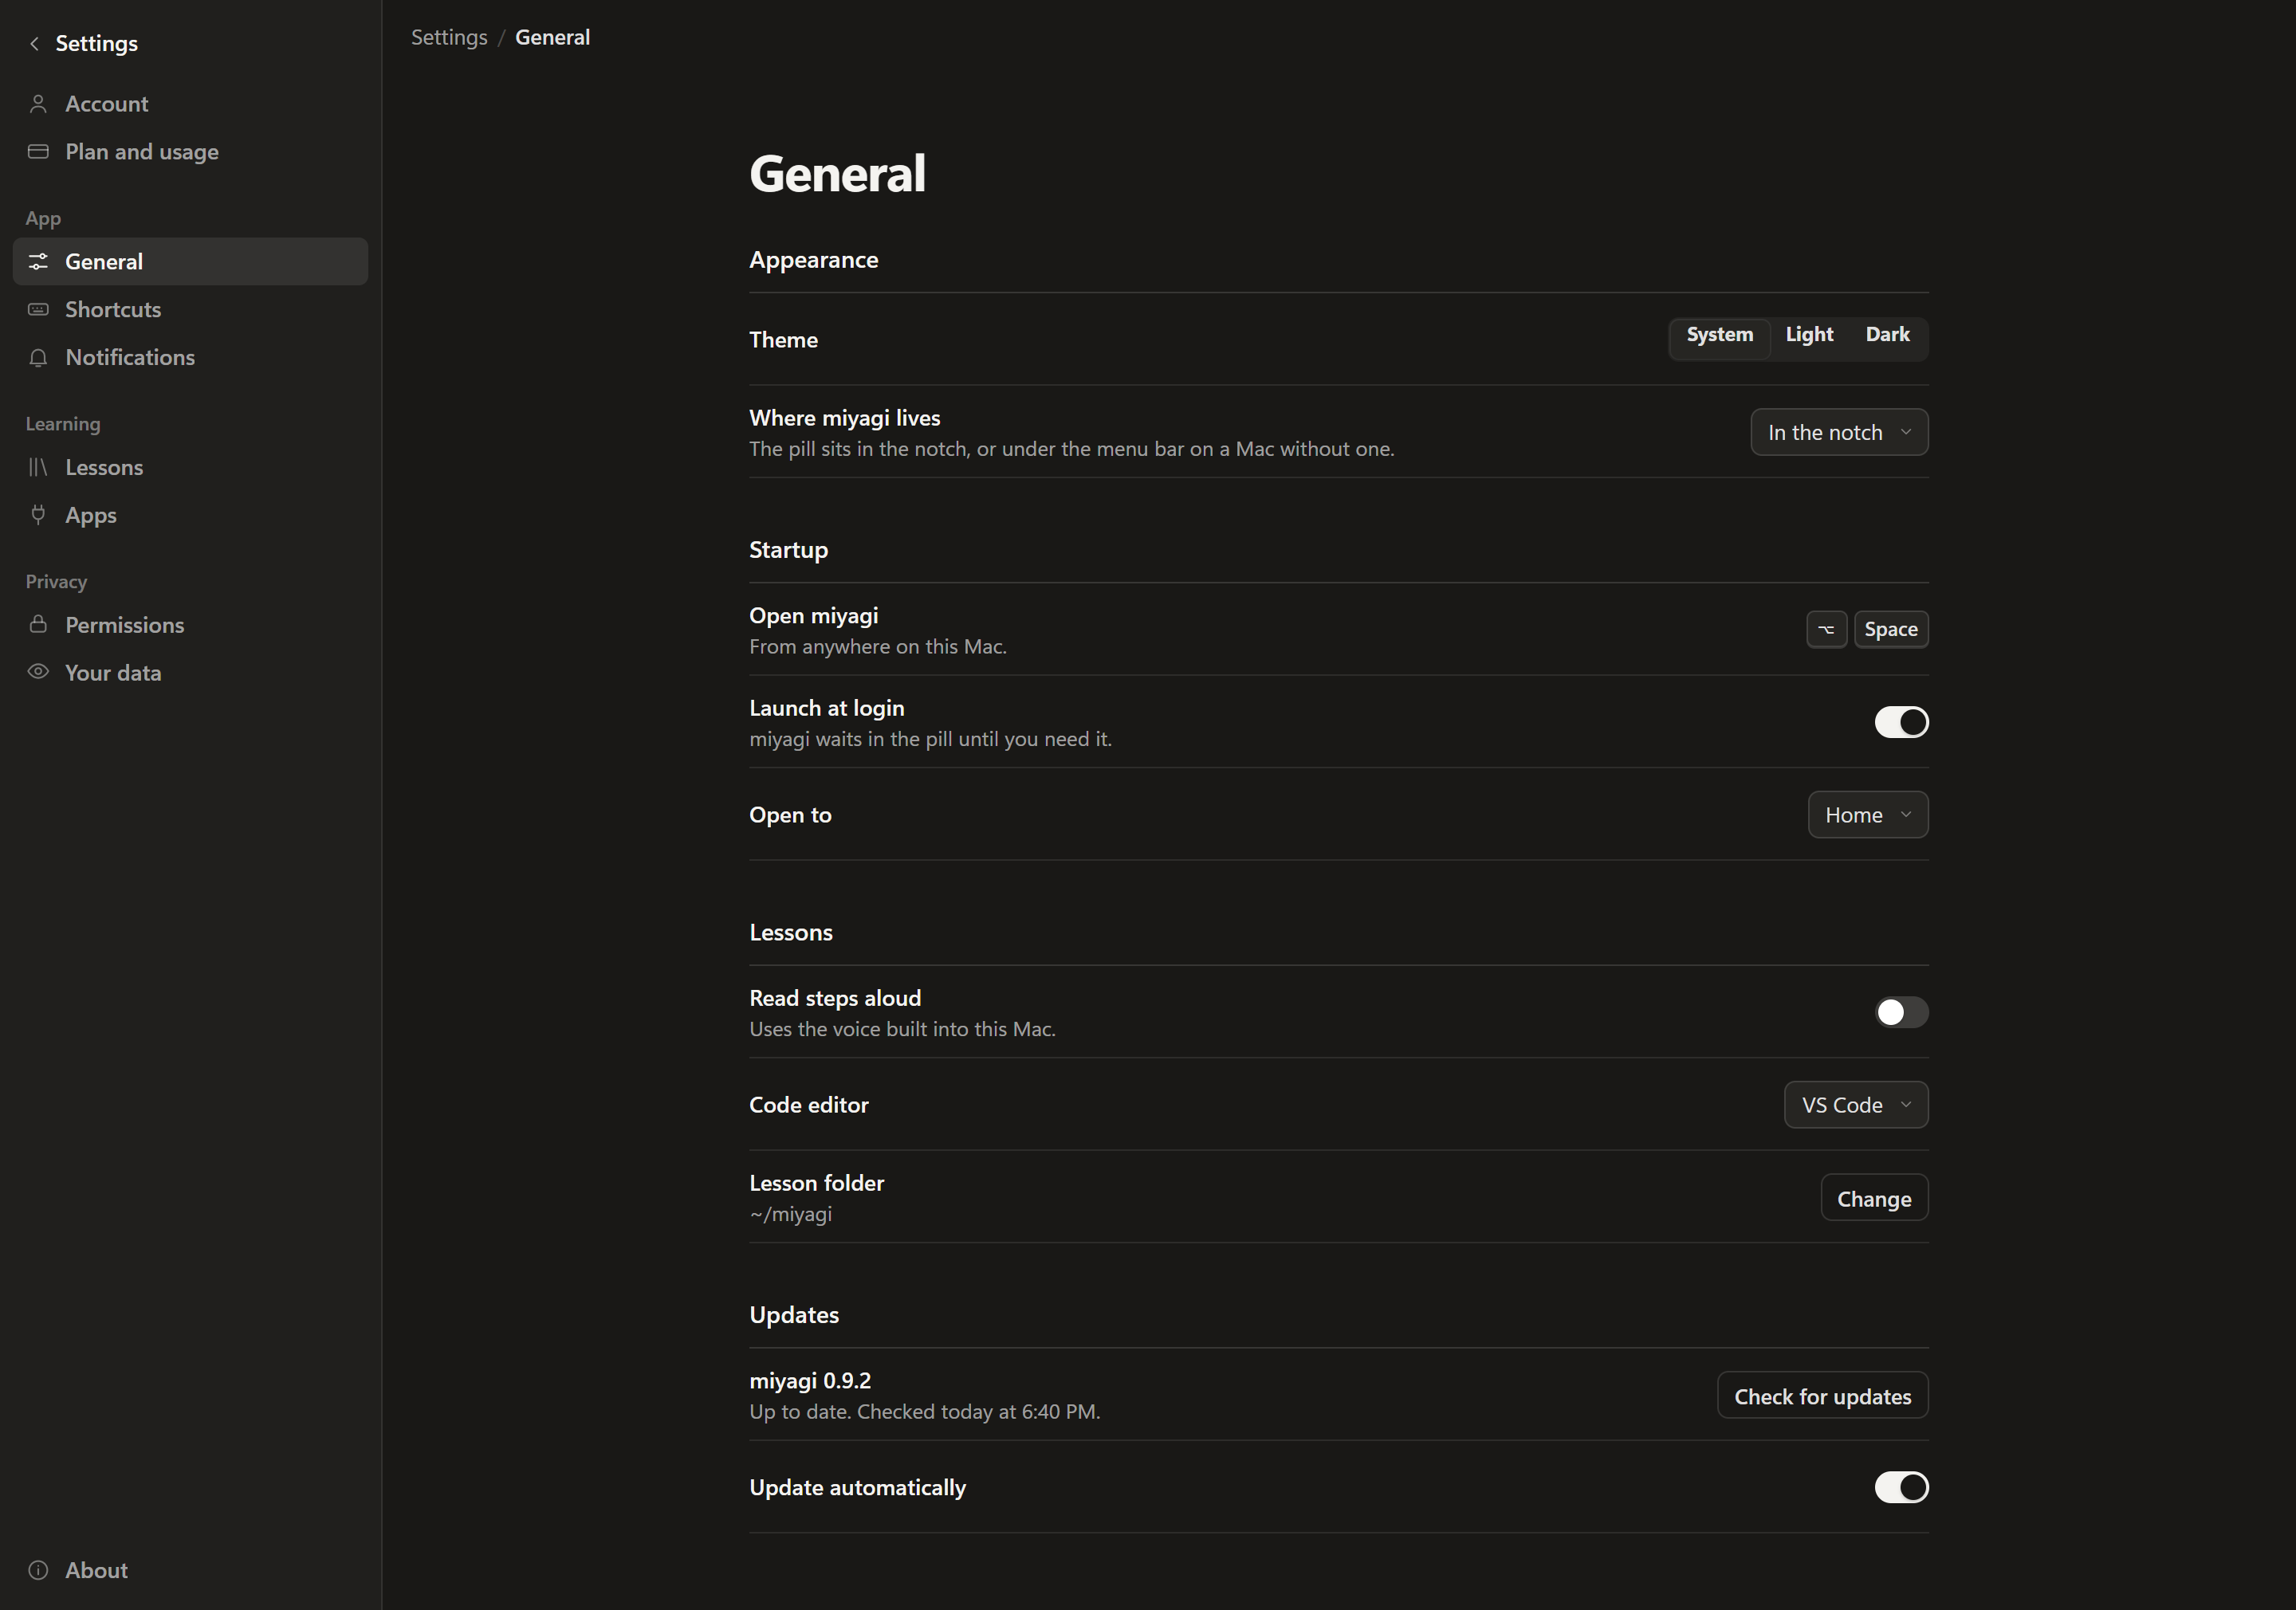 Settings
Account
Plan and usage
App
General
Shortcuts
Notifications
Learning
Lessons
Apps
Privacy
Permissions
Your data
About
Settings / General
General
Appearance
Theme
System Light Dark
Where miyagi lives
The pill sits in the notch, or under the menu bar on a Mac without one.
In the notch
Startup
Open miyagi
From anywhere on this Mac.
⌥ Space
Launch at login
miyagi waits in the pill until you need it.
Open to
Home
Lessons
Read steps aloud
Uses the voice built into this Mac.
Code editor
VS Code
Lesson folder
~/miyagi
Change
Updates
miyagi 0.9.2
Up to date. Checked today at 6:40 PM.
Check for updates
Update automatically